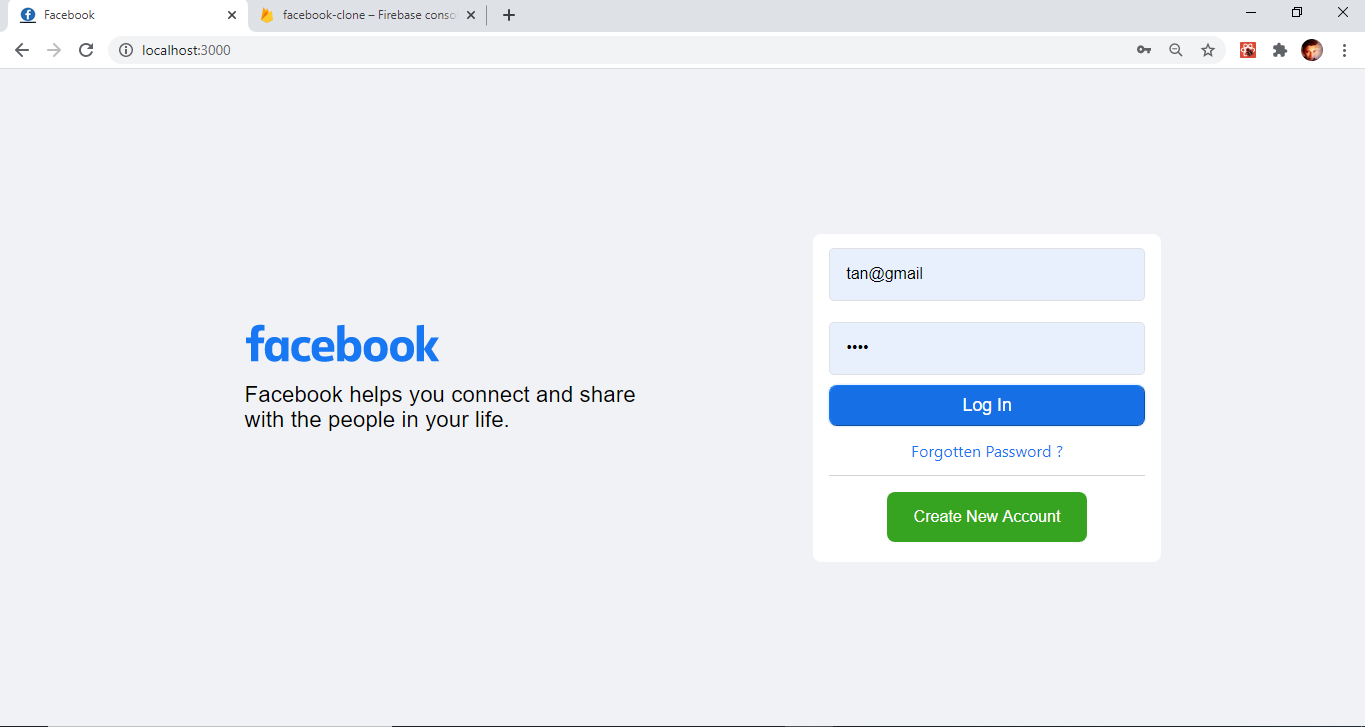 Facebook
facebook-clone – Firebase conso
localhost:3000
facebook
Facebook helps you connect and share
with the people in your life.
tan@gmail
••••
Log In
Forgotten Password ?
Create New Account